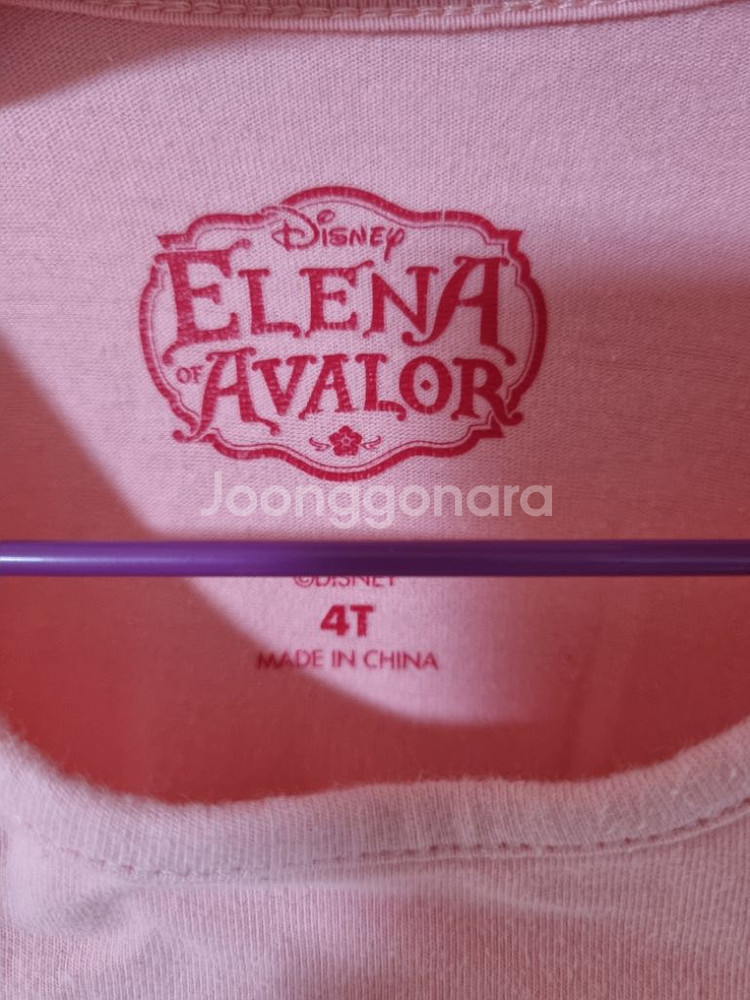 Disney
ELENA
OF AVALOR
Joonggonara
©DISNEY
4T
MADE IN CHINA